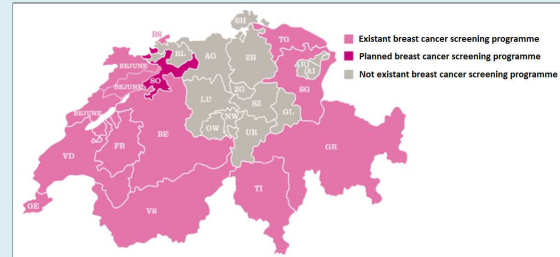 SH
BS
TG
BL
AG
ZH
BEJUNE
AR
AI
SO
SG
BEJUNE
ZG
LU
SZ
BEJUNE
NW
GL
BE
OW
UR
FR
GR
VD
TI
GE
VS
Existant breast cancer screening programme
Planned breast cancer screening programme
Not existant breast cancer screening programme